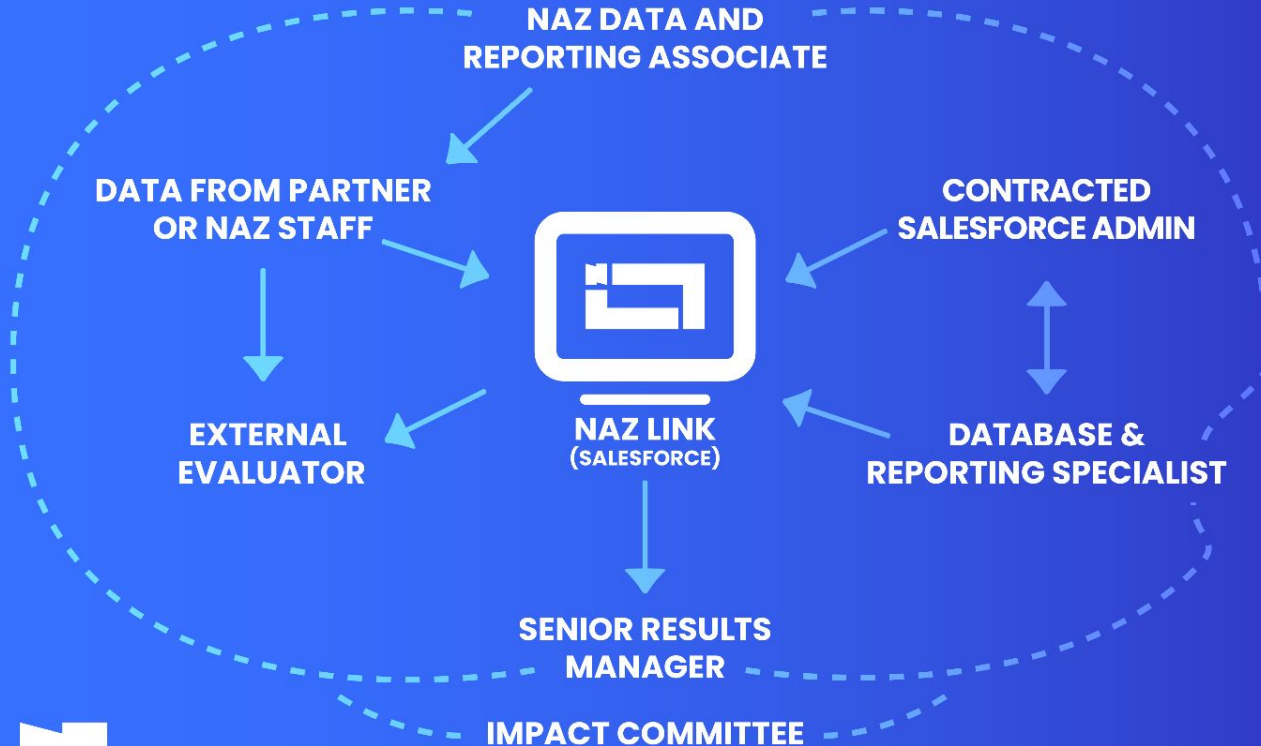 NAZ DATA AND
REPORTING ASSOCIATE
DATA FROM PARTNER
OR NAZ STAFF
CONTRACTED
SALESFORCE ADMIN
EXTERNAL
EVALUATOR
NAZ LINK
(SALESFORCE)
DATABASE &
REPORTING SPECIALIST
SENIOR RESULTS
MANAGER
IMPACT COMMITTEE